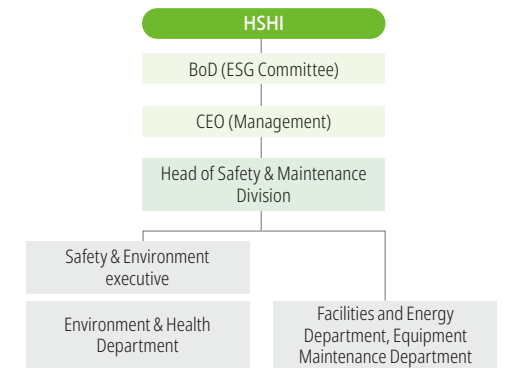 HSHI
BoD (ESG Committee)
CEO (Management)
Head of Safety & Maintenance
Division
Safety & Environment
executive
Environment & Health
Department
Facilities and Energy
Department, Equipment
Maintenance Department